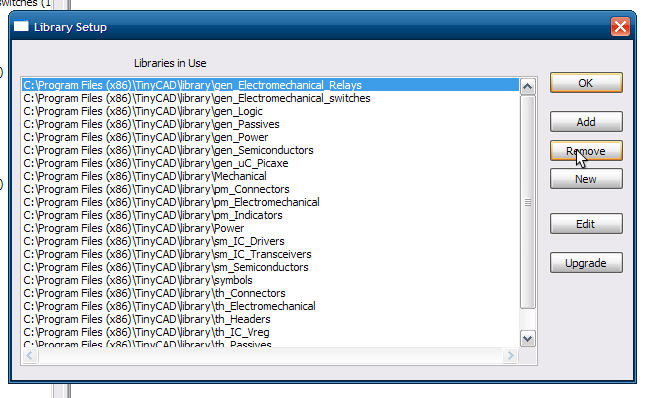 switches (1
Library Setup
Libraries in Use
C:\Program Files (x86)\TinyCAD\library\gen_Electromechanical_Relays
C:\Program Files (x86)\TinyCAD\library\gen_Electromechanical_switches
C:\Program Files (x86)\TinyCAD\library\gen_Logic
C:\Program Files (x86)\TinyCAD\library\gen_Passives
C:\Program Files (x86)\TinyCAD\library\gen_Power
C:\Program Files (x86)\TinyCAD\library\gen_Semiconductors
C:\Program Files (x86)\TinyCAD\library\gen_uC_Picaxe
C:\Program Files (x86)\TinyCAD\library\Mechanical
C:\Program Files (x86)\TinyCAD\library\pm_Connectors
C:\Program Files (x86)\TinyCAD\library\pm_Electromechanical
C:\Program Files (x86)\TinyCAD\library\pm_Indicators
C:\Program Files (x86)\TinyCAD\library\Power
C:\Program Files (x86)\TinyCAD\library\sm_IC_Drivers
C:\Program Files (x86)\TinyCAD\library\sm_IC_Transceivers
C:\Program Files (x86)\TinyCAD\library\sm_Semiconductors
C:\Program Files (x86)\TinyCAD\library\symbols
C:\Program Files (x86)\TinyCAD\library\th_Connectors
C:\Program Files (x86)\TinyCAD\library\th_Electromechanical
C:\Program Files (x86)\TinyCAD\library\th_Headers
C:\Program Files (x86)\TinyCAD\library\th_IC_Vreg
C:\Program Files (x86)\TinyCAD\library\th_Passives
OK
Add
Remove
New
Edit
Upgrade
)
)